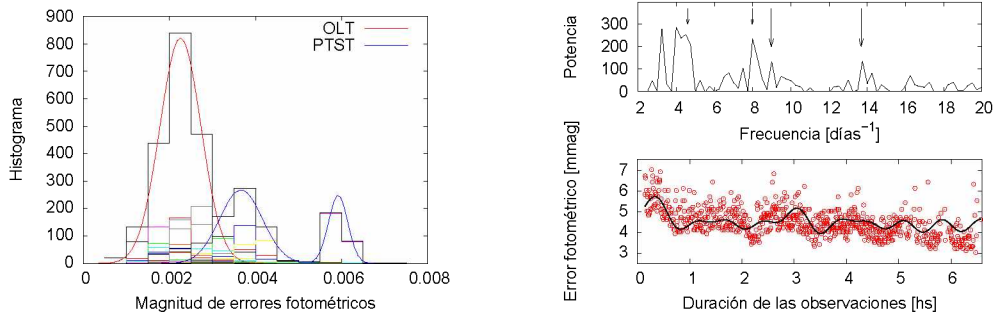 900
800
700
600
500
400
300
200
100
0
Histograma
OLT
PTST
0 0.002 0.004 0.006 0.008
Magnitud de errores fotométricos
Potencia
300
200
100
0
2 4 6 8 10 12 14 16 18 20
Frecuencia [días⁻¹]
Error fotométrico [mmag]
7
6
5
4
3
0 1 2 3 4 5 6
Duración de las observaciones [hs]